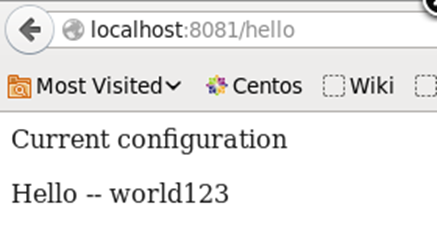 localhost:8081/hello
Most Visited Centos Wiki
Current configuration
Hello -- world123